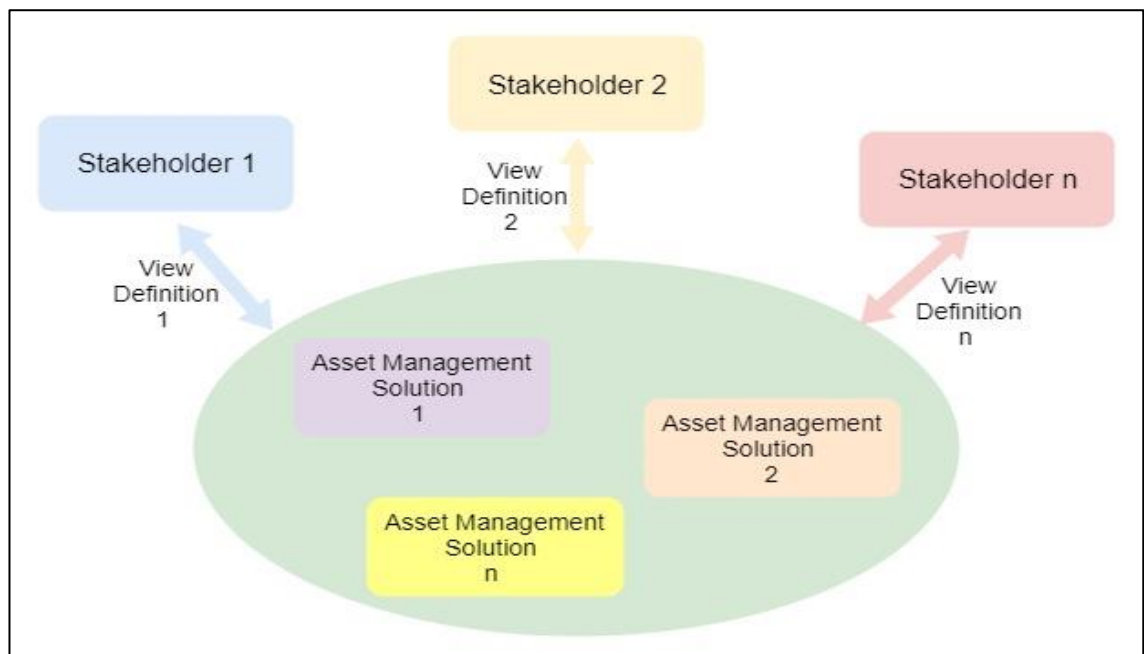 Stakeholder 2
Stakeholder 1
Stakeholder n
View
Definition
2
View
Definition
1
View
Definition
n
Asset Management
Solution
1
Asset Management
Solution
2
Asset Management
Solution
n